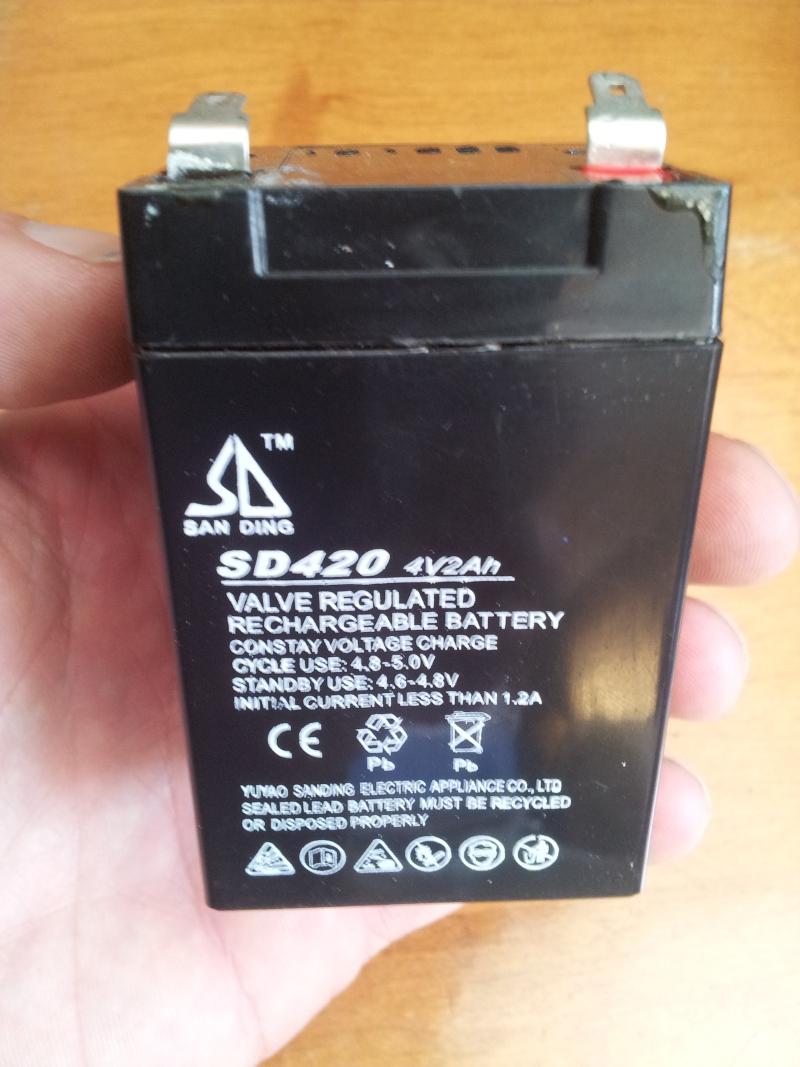 TM
SAN DING
SD420 4V2Ah
VALVE REGULATED
RECHARGEABLE BATTERY
CONSTAY VOLTAGE CHARGE
CYCLE USE: 4.8-5.0V
STANDBY USE: 4.6-4.8V
INITIAL CURRENT LESS THAN 1.2A
CE
Pb Pb
YUYAO SANDING ELECTRIC APPLIANCE CO., LTD
SEALED LEAD BATTERY MUST BE RECYCLED
OR DISPOSED PROPERLY